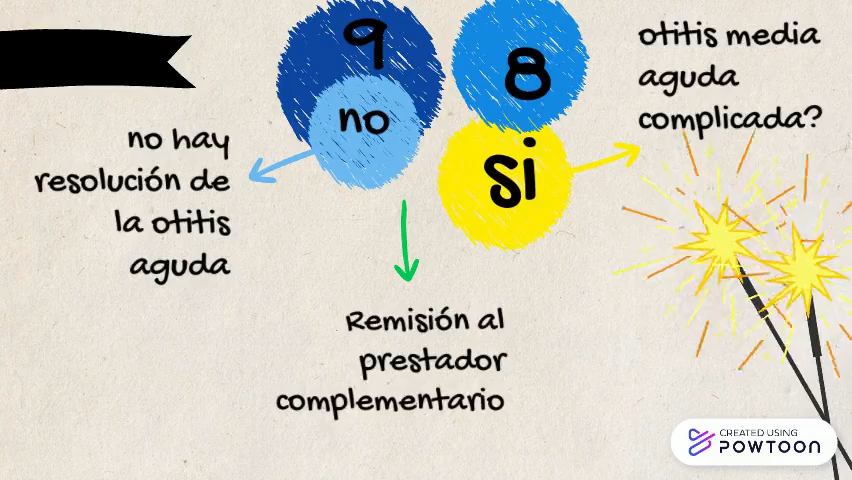 9
no
no hay
resolución de
la otitis
aguda
8
si
otitis media
aguda
complicada?
Remisión al
prestador
complementario
CREATED USING
POWTOON